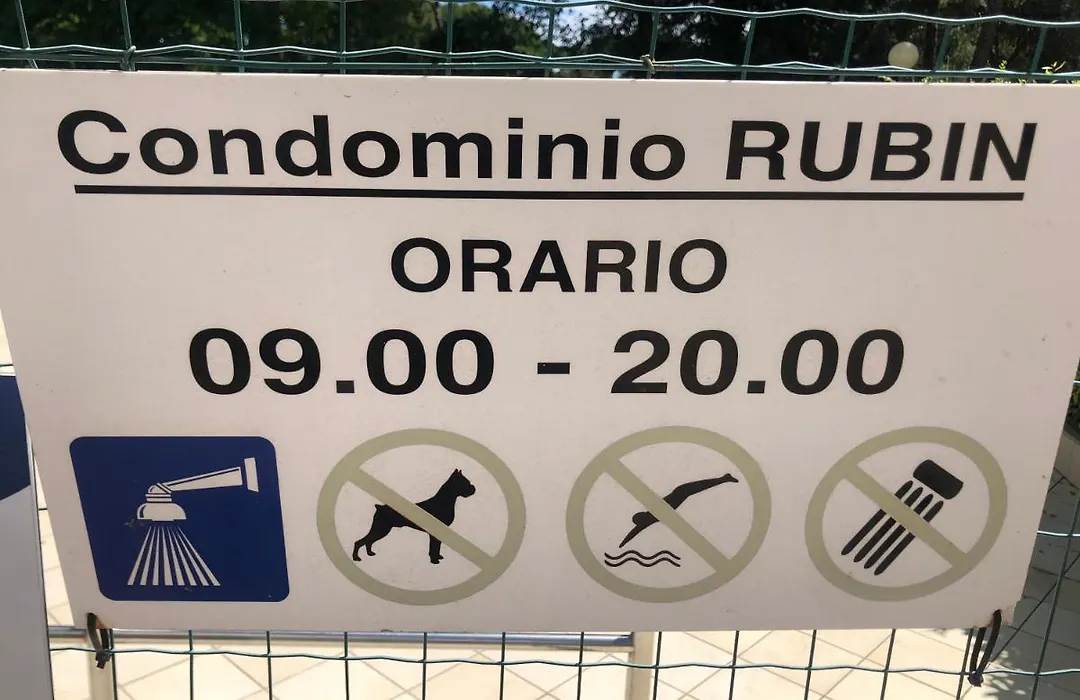 Condominio RUBIN
ORARIO
09.00 - 20.00